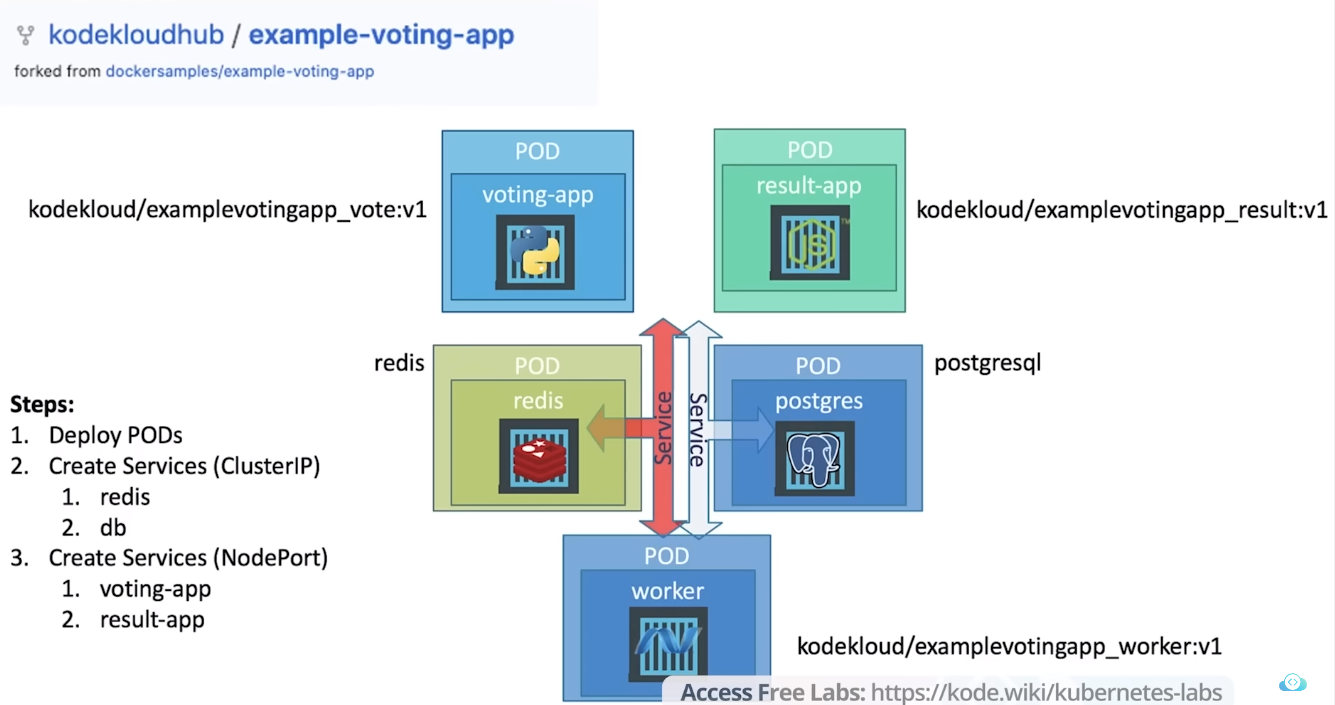 kodekloudhub / example-voting-app
forked from dockersamples/example-voting-app
POD
voting-app
kodekloud/examplevotingapp_vote:v1
POD
result-app
JS
TM
kodekloud/examplevotingapp_result:v1
redis
POD
redis
Service
Service
POD
postgres
postgresql
Steps:
1. Deploy PODs
2. Create Services (ClusterIP)
1. redis
2. db
3. Create Services (NodePort)
1. voting-app
2. result-app
POD
worker
kodekloud/examplevotingapp_worker:v1
Access Free Labs: https://kode.wiki/kubernetes-labs